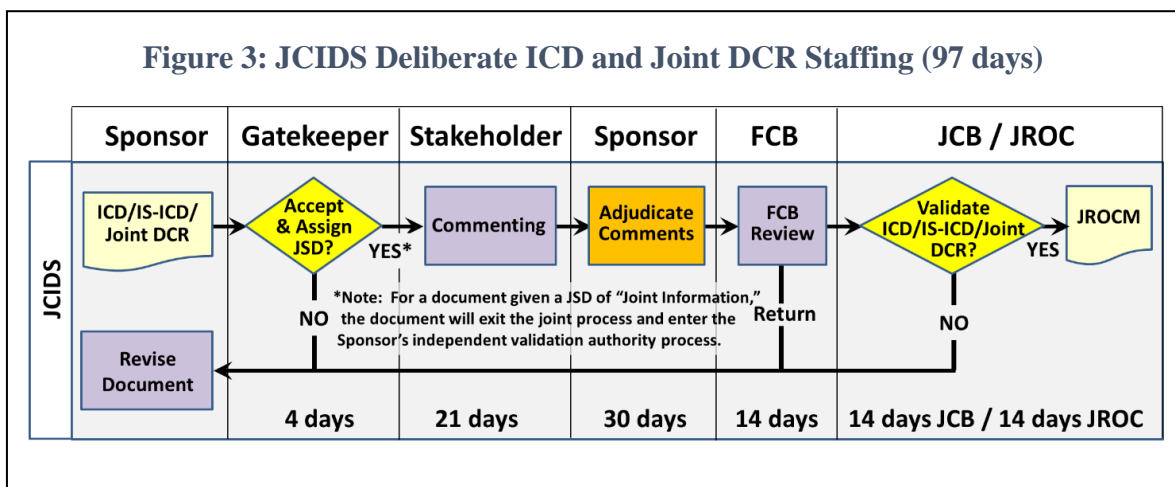 Figure 3: JCIDS Deliberate ICD and Joint DCR Staffing (97 days)
Sponsor
Gatekeeper
Stakeholder
Sponsor
FCB
JCB / JROC
JCIDS
ICD/IS-ICD/
Joint DCR
Accept
& Assign
JSD?
YES*
Commenting
Adjudicate
Comments
FCB
Review
Validate
ICD/IS-ICD/Joint
DCR?
YES
JROCM
NO
*Note: For a document given a JSD of “Joint Information,”
the document will exit the joint process and enter the
Sponsor’s independent validation authority process.
Return
NO
Revise
Document
4 days
21 days
30 days
14 days
14 days JCB / 14 days JROC